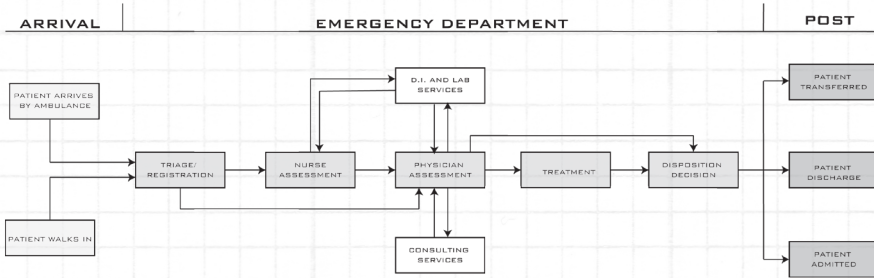 ARRIVAL
EMERGENCY DEPARTMENT
POST
PATIENT ARRIVES
BY AMBULANCE
PATIENT WALKS IN
TRIAGE/
REGISTRATION
NURSE
ASSESSMENT
D.I. AND LAB
SERVICES
PHYSICIAN
ASSESSMENT
CONSULTING
SERVICES
TREATMENT
DISPOSITION
DECISION
PATIENT
TRANSFERRED
PATIENT
DISCHARGE
PATIENT
ADMITTED